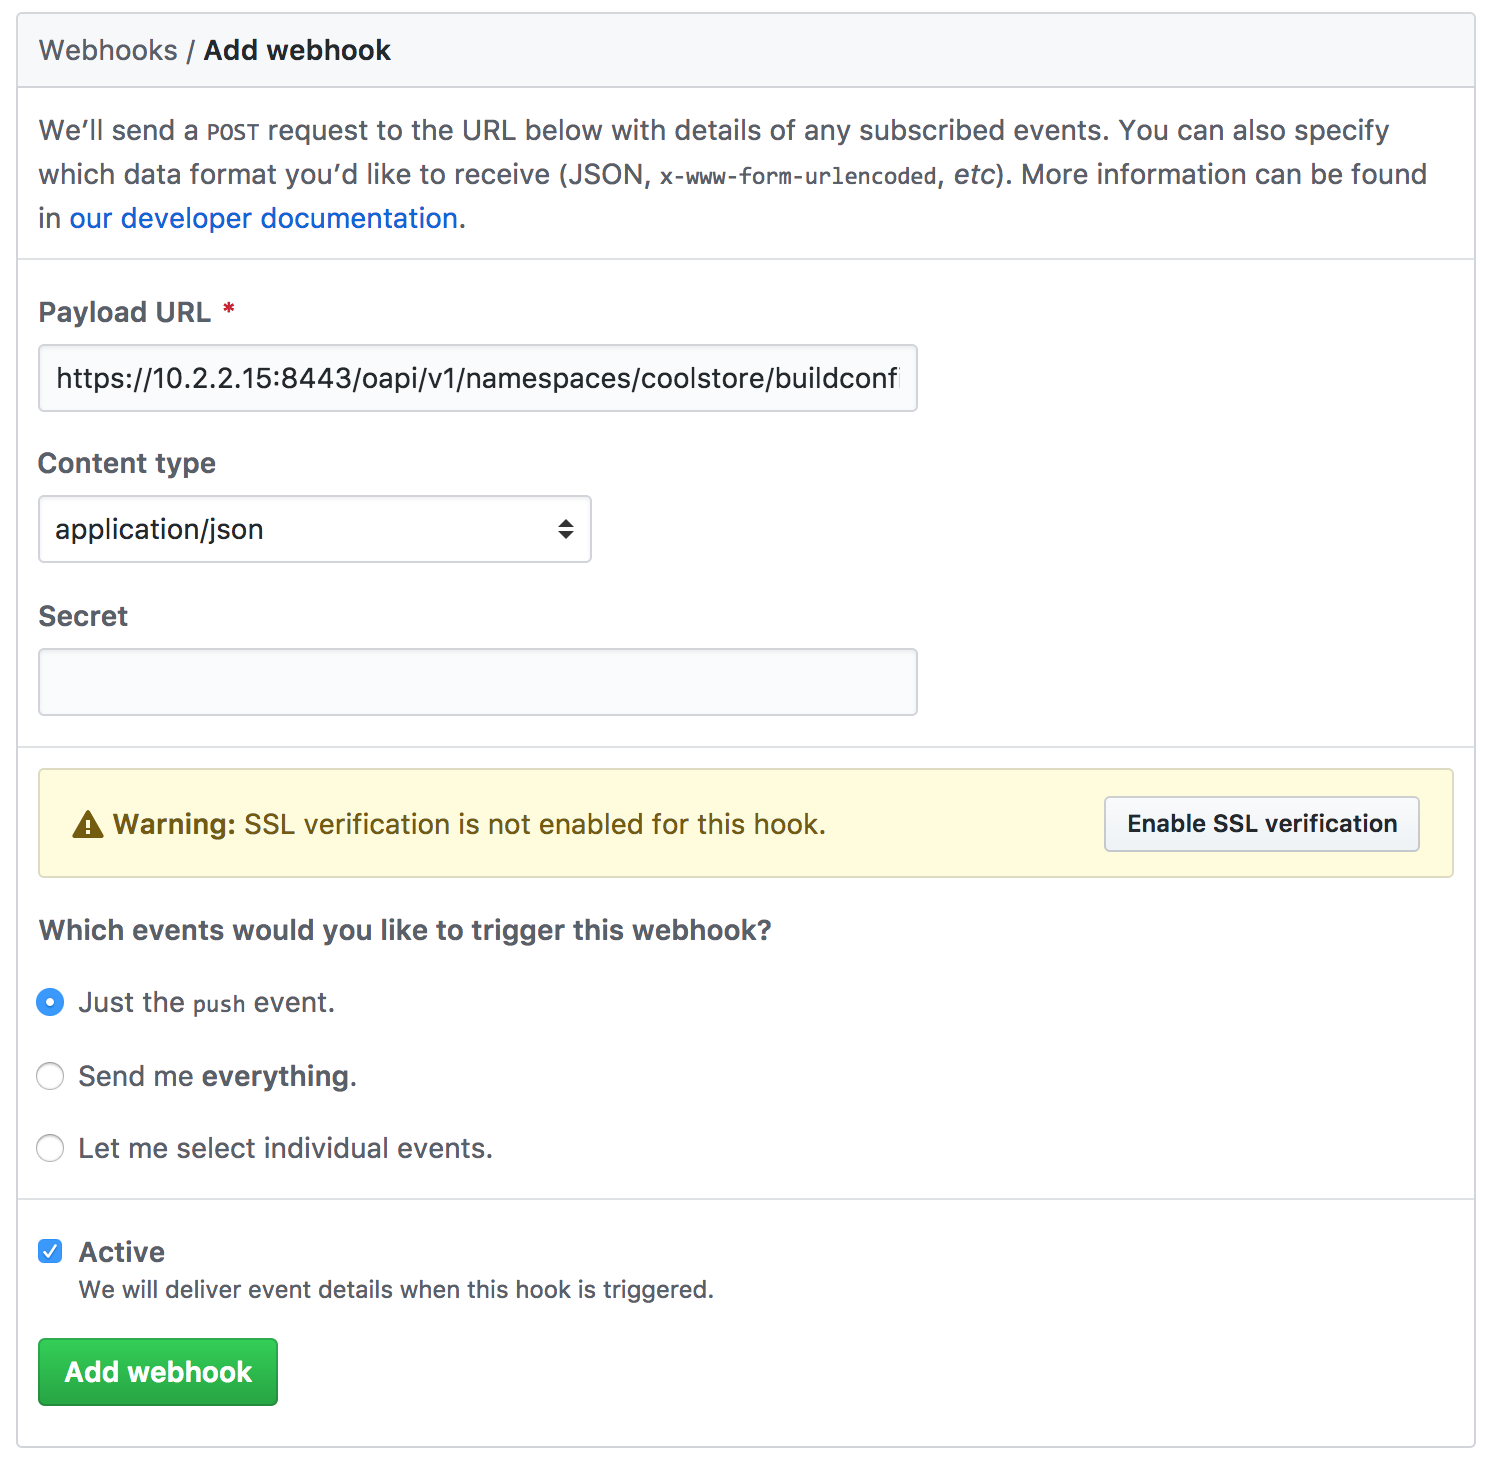 Webhooks / Add webhook
We’ll send a POST request to the URL below with details of any subscribed events. You can also specify
which data format you’d like to receive (JSON, x-www-form-urlencoded, etc). More information can be found
in our developer documentation.
Payload URL *
https://10.2.2.15:8443/oapi/v1/namespaces/coolstore/buildconfi
Content type
application/json
Secret
Warning: SSL verification is not enabled for this hook.
Enable SSL verification
Which events would you like to trigger this webhook?
Just the push event.
Send me everything.
Let me select individual events.
Active
We will deliver event details when this hook is triggered.
Add webhook